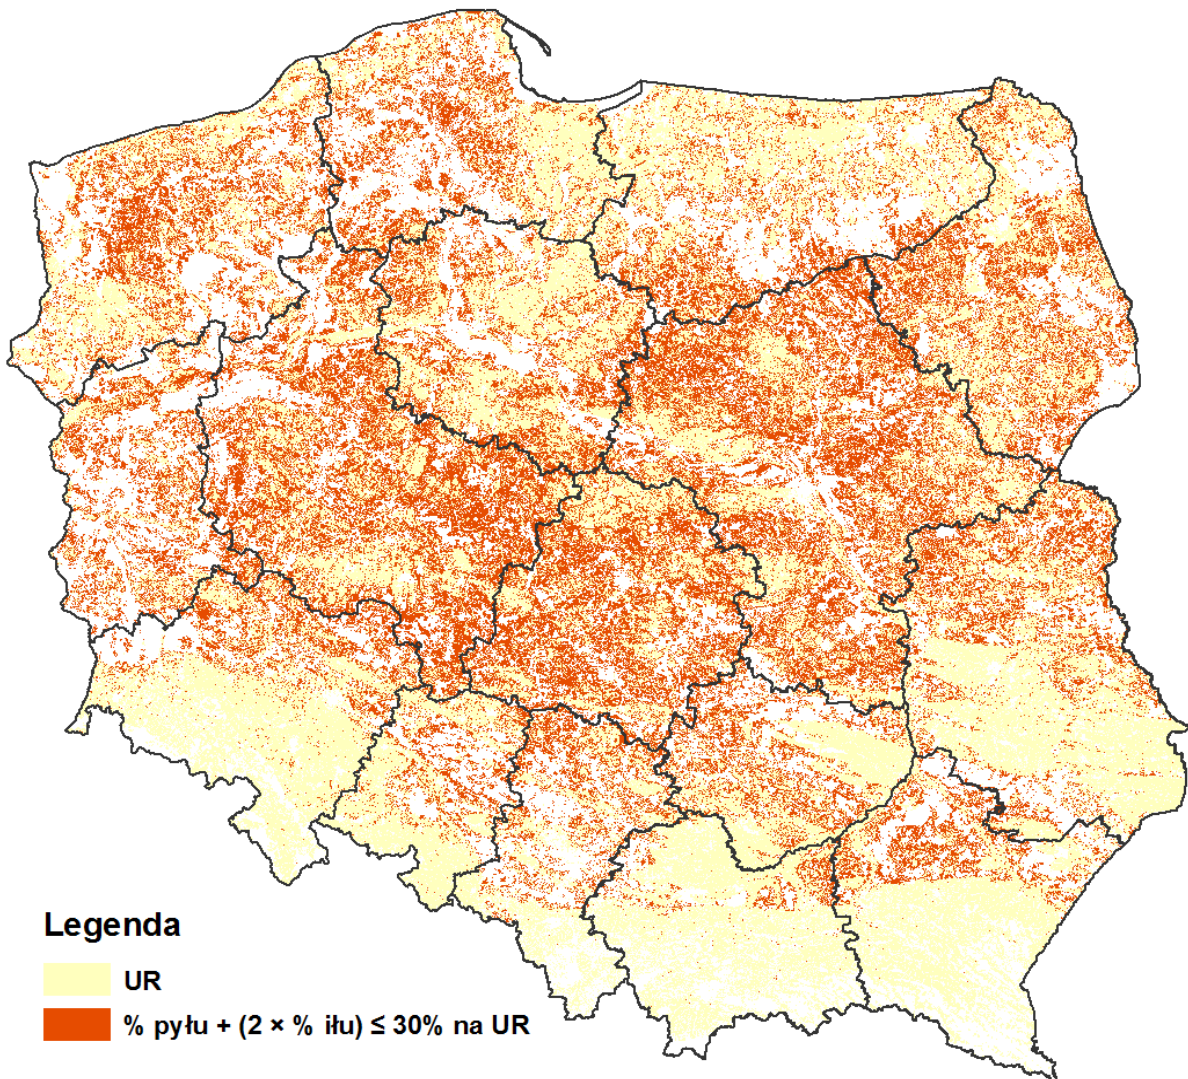 Legenda
UR
% pyłu + (2 × % iłu) ≤ 30% na UR